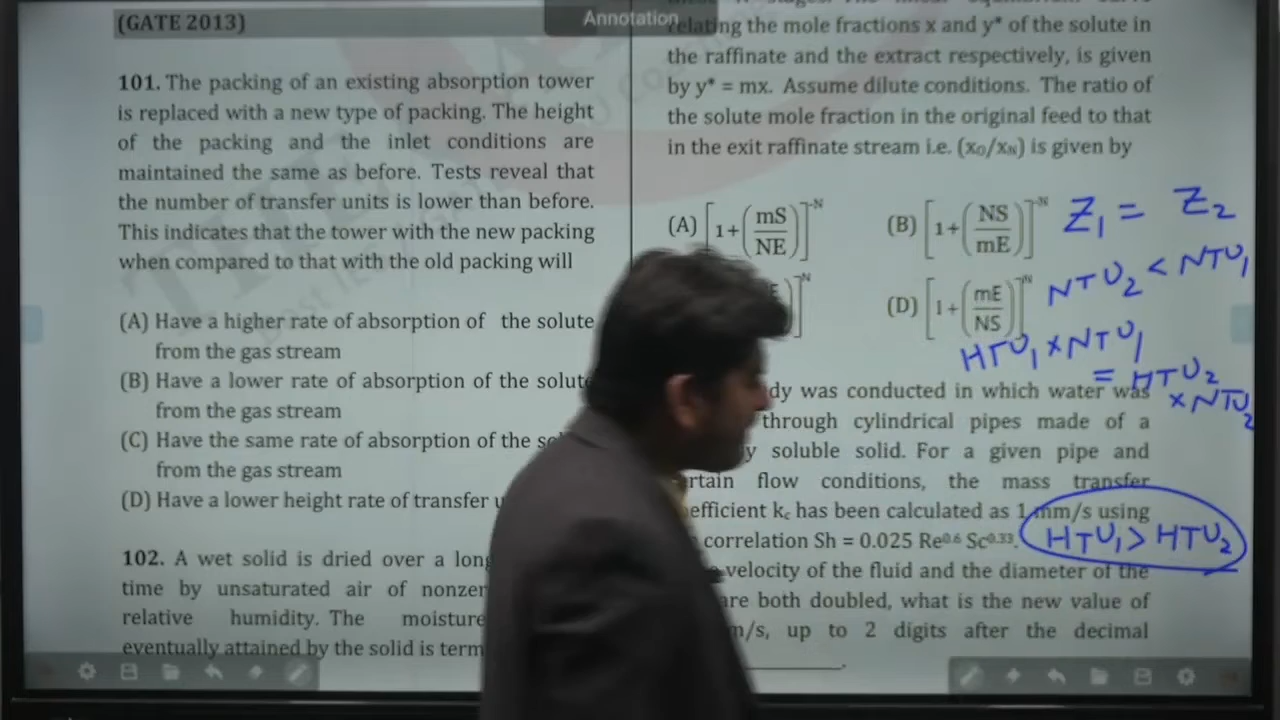 (GATE 2013)
Annotation
101. The packing of an existing absorption tower
is replaced with a new type of packing. The height
of the packing and the inlet conditions are
maintained the same as before. Tests reveal that
the number of transfer units is lower than before.
This indicates that the tower with the new packing
when compared to that with the old packing will
(A) Have a higher rate of absorption of the solute
from the gas stream
(B) Have a lower rate of absorption of the solute
from the gas stream
(C) Have the same rate of absorption of the
from the gas stream
(D) Have a lower height rate of transfer
102. A wet solid is dried over a long
time by unsaturated air of nonzer
relative humidity. The moisture
eventually attained by the solid is term
relating the mole fractions x and y* of the solute in
the raffinate and the extract respectively, is given
by y* = mx. Assume dilute conditions. The ratio of
the solute mole fraction in the original feed to that
in the exit raffinate stream i.e. (x₀/xɴ) is given by
(A) [1+(mS/NE)]^-N (B) [1+(NS/mE)]^-N
(D) [1+(mE/NS)]^N
Z₁ = Z₂
NTU₂ < NTU₁
HTU₁ × NTU₁
= HTU₂
× NTU₂
dy was conducted in which water was
through cylindrical pipes made of a
y soluble solid. For a given pipe and
rtain flow conditions, the mass transfer
efficient kc has been calculated as 1 mm/s using
correlation Sh = 0.025 Re^0.6 Sc^0.33.
HTU₁ > HTU₂
velocity of the fluid and the diameter of the
are both doubled, what is the new value of
m/s, up to 2 digits after the decimal